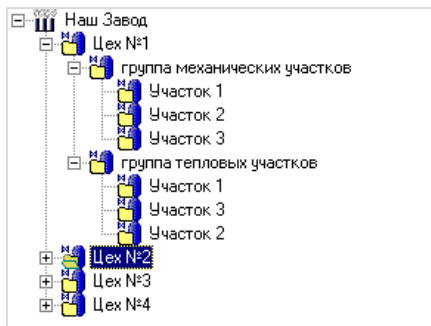 Наш Завод
Цех №1
группа механических участков
Участок 1
Участок 2
Участок 3
группа тепловых участков
Участок 1
Участок 3
Участок 2
Цех №2
Цех №3
Цех №4